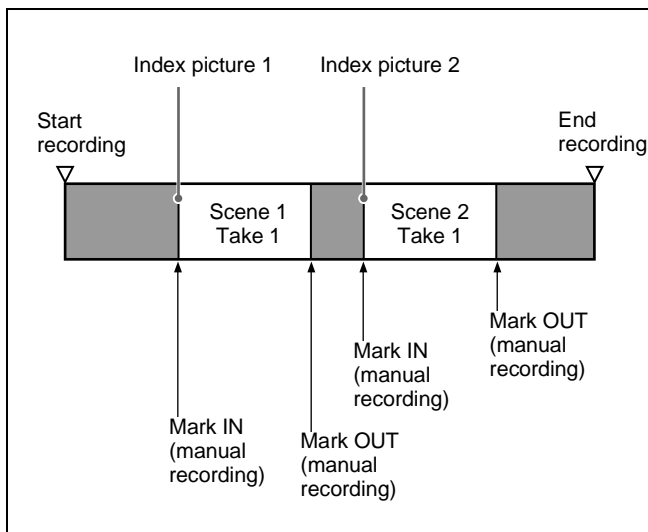 Index picture 1
Index picture 2
Start
recording
End
recording
Scene 1
Take 1
Scene 2
Take 1
Mark IN
(manual
recording)
Mark OUT
(manual
recording)
Mark IN
(manual
recording)
Mark OUT
(manual
recording)